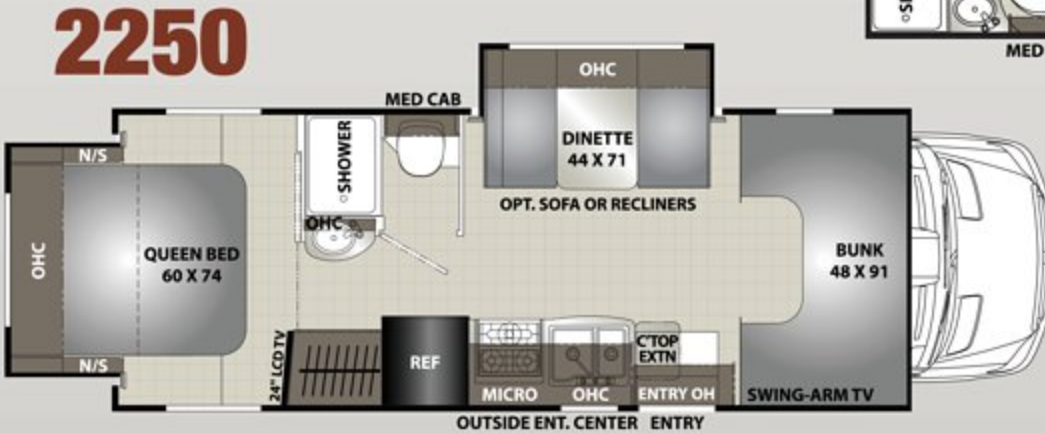 2250
MED
MED CAB
OHC
SHOWER
DINETTE
44 X 71
N/S
OPT. SOFA OR RECLINERS
OHC
OHC
QUEEN BED
60 X 74
BUNK
48 X 91
24" LCD TV
REF
C'TOP
EXTN
N/S
MICRO
OHC
ENTRY OH
SWING-ARM TV
OUTSIDE ENT. CENTER
ENTRY